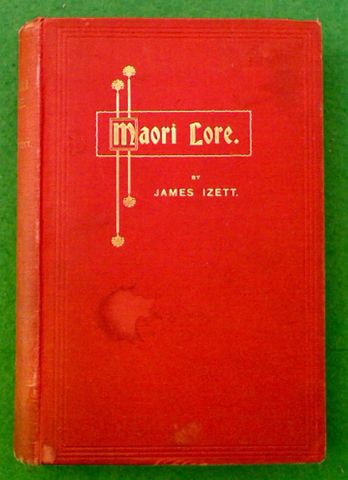 Maori Lore.
BY
JAMES IZETT.